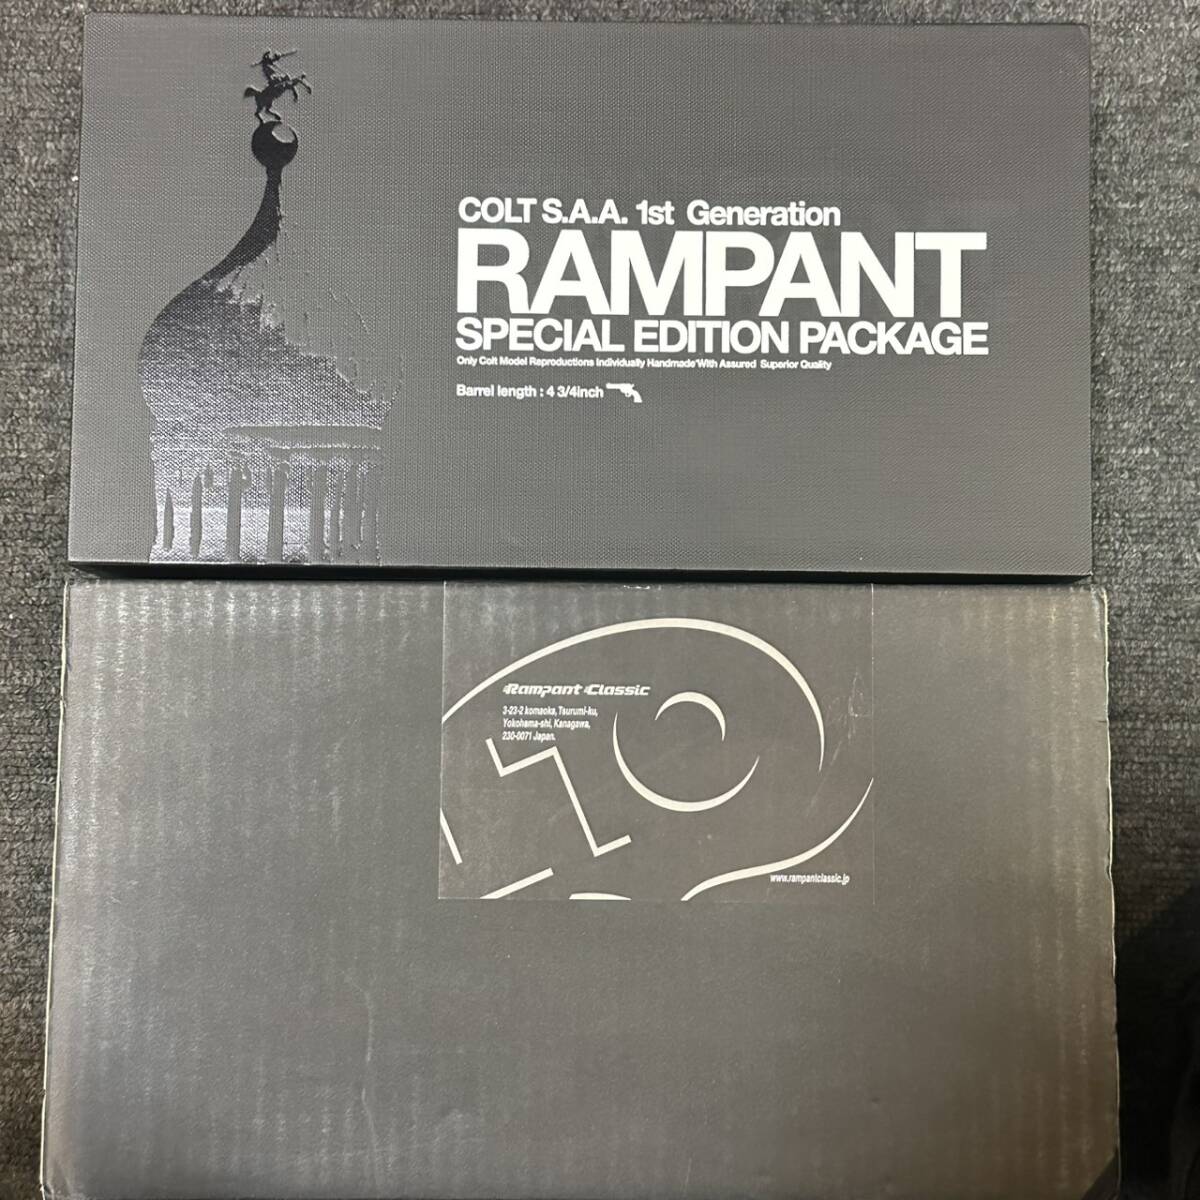 COLT S.A.A. 1st Generation
RAMPANT
SPECIAL EDITION PACKAGE
Only Colt Model Reproductions Individually Handmade With Assured Superior Quality
Barrel length : 4 3/4inch
Rampant Classic
3-23-2 komaoka, Tsurumi-ku,
Yokohama-shi, Kanagawa,
230-0071 Japan.
www.rampantclassic.jp